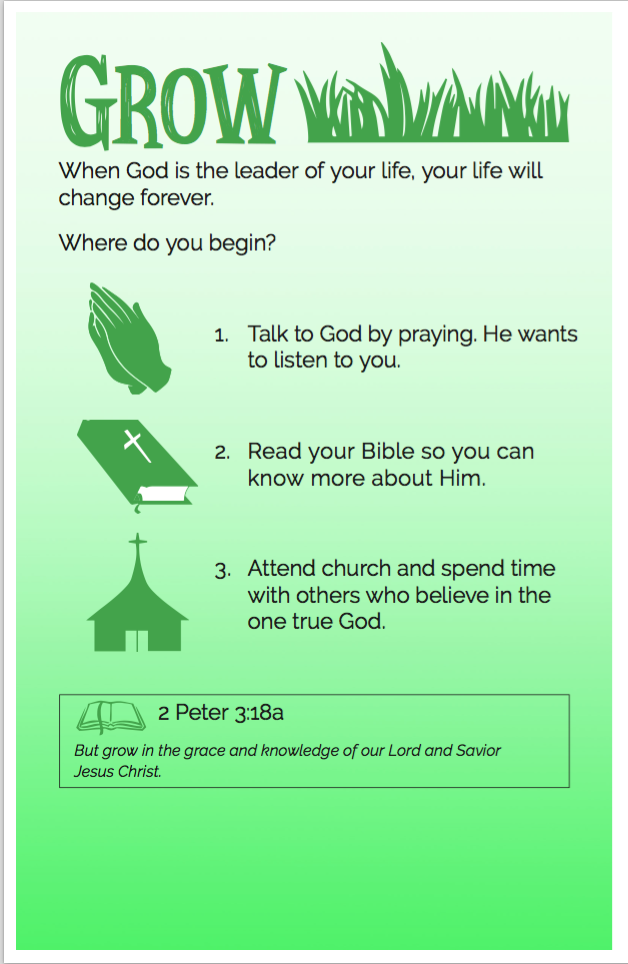 GROW
When God is the leader of your life, your life will
change forever.
Where do you begin?
1. Talk to God by praying. He wants
to listen to you.
2. Read your Bible so you can
know more about Him.
3. Attend church and spend time
with others who believe in the
one true God.
2 Peter 3:18a
But grow in the grace and knowledge of our Lord and Savior
Jesus Christ.